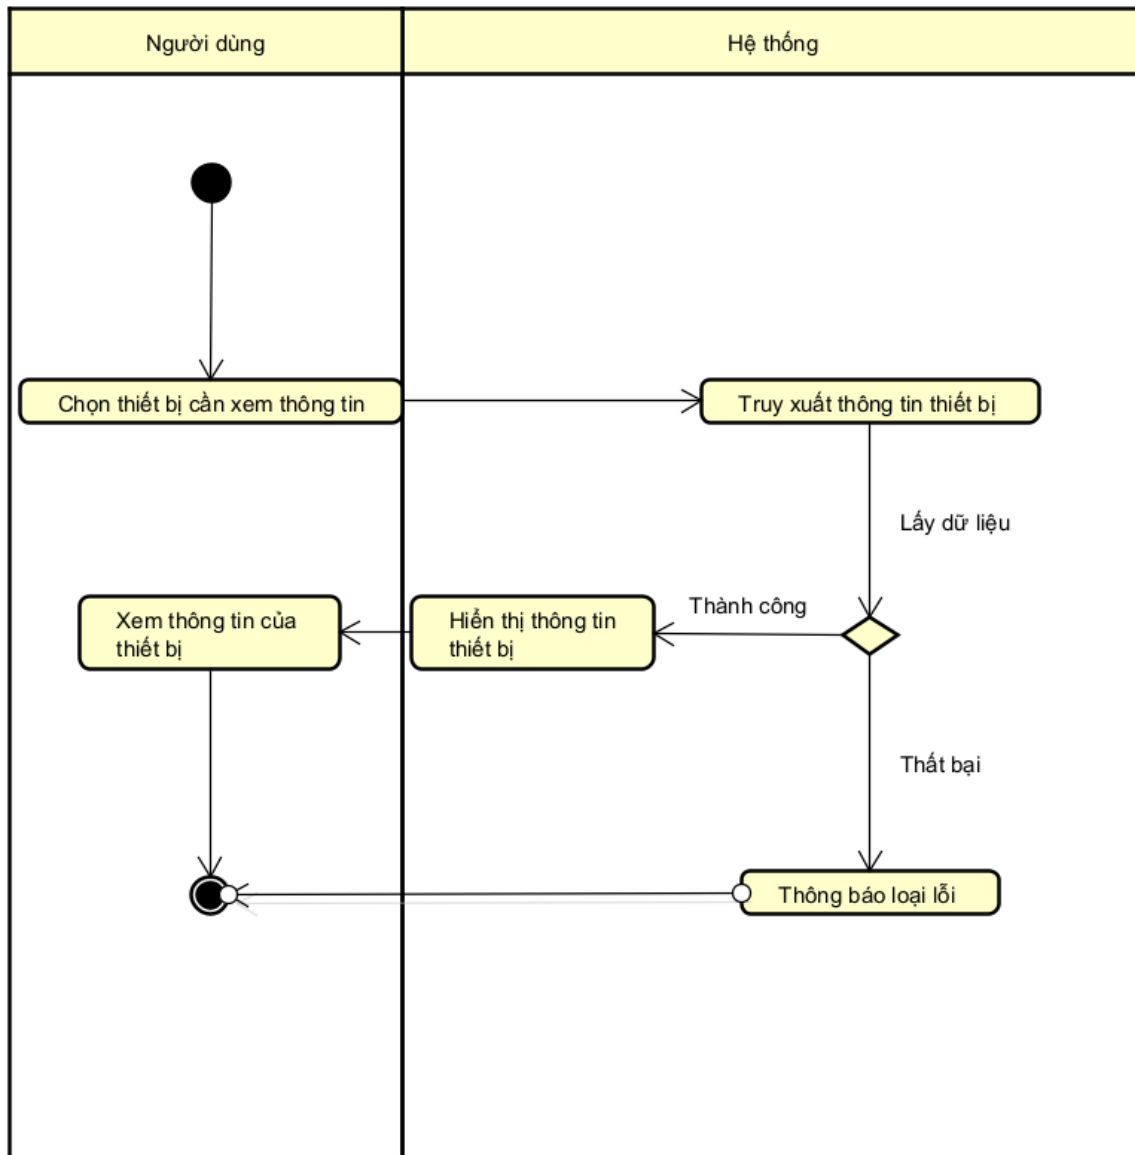 Người dùng
Hệ thống
Chọn thiết bị cần xem thông tin
Truy xuất thông tin thiết bị
Lấy dữ liệu
Thành công
Xem thông tin của
thiết bị
Hiển thị thông tin
thiết bị
Thất bại
Thông báo loại lỗi